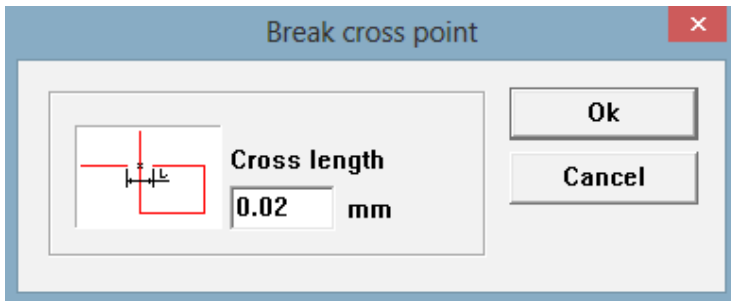 Break cross point
Ok
Cross length
Cancel
0.02 mm
L